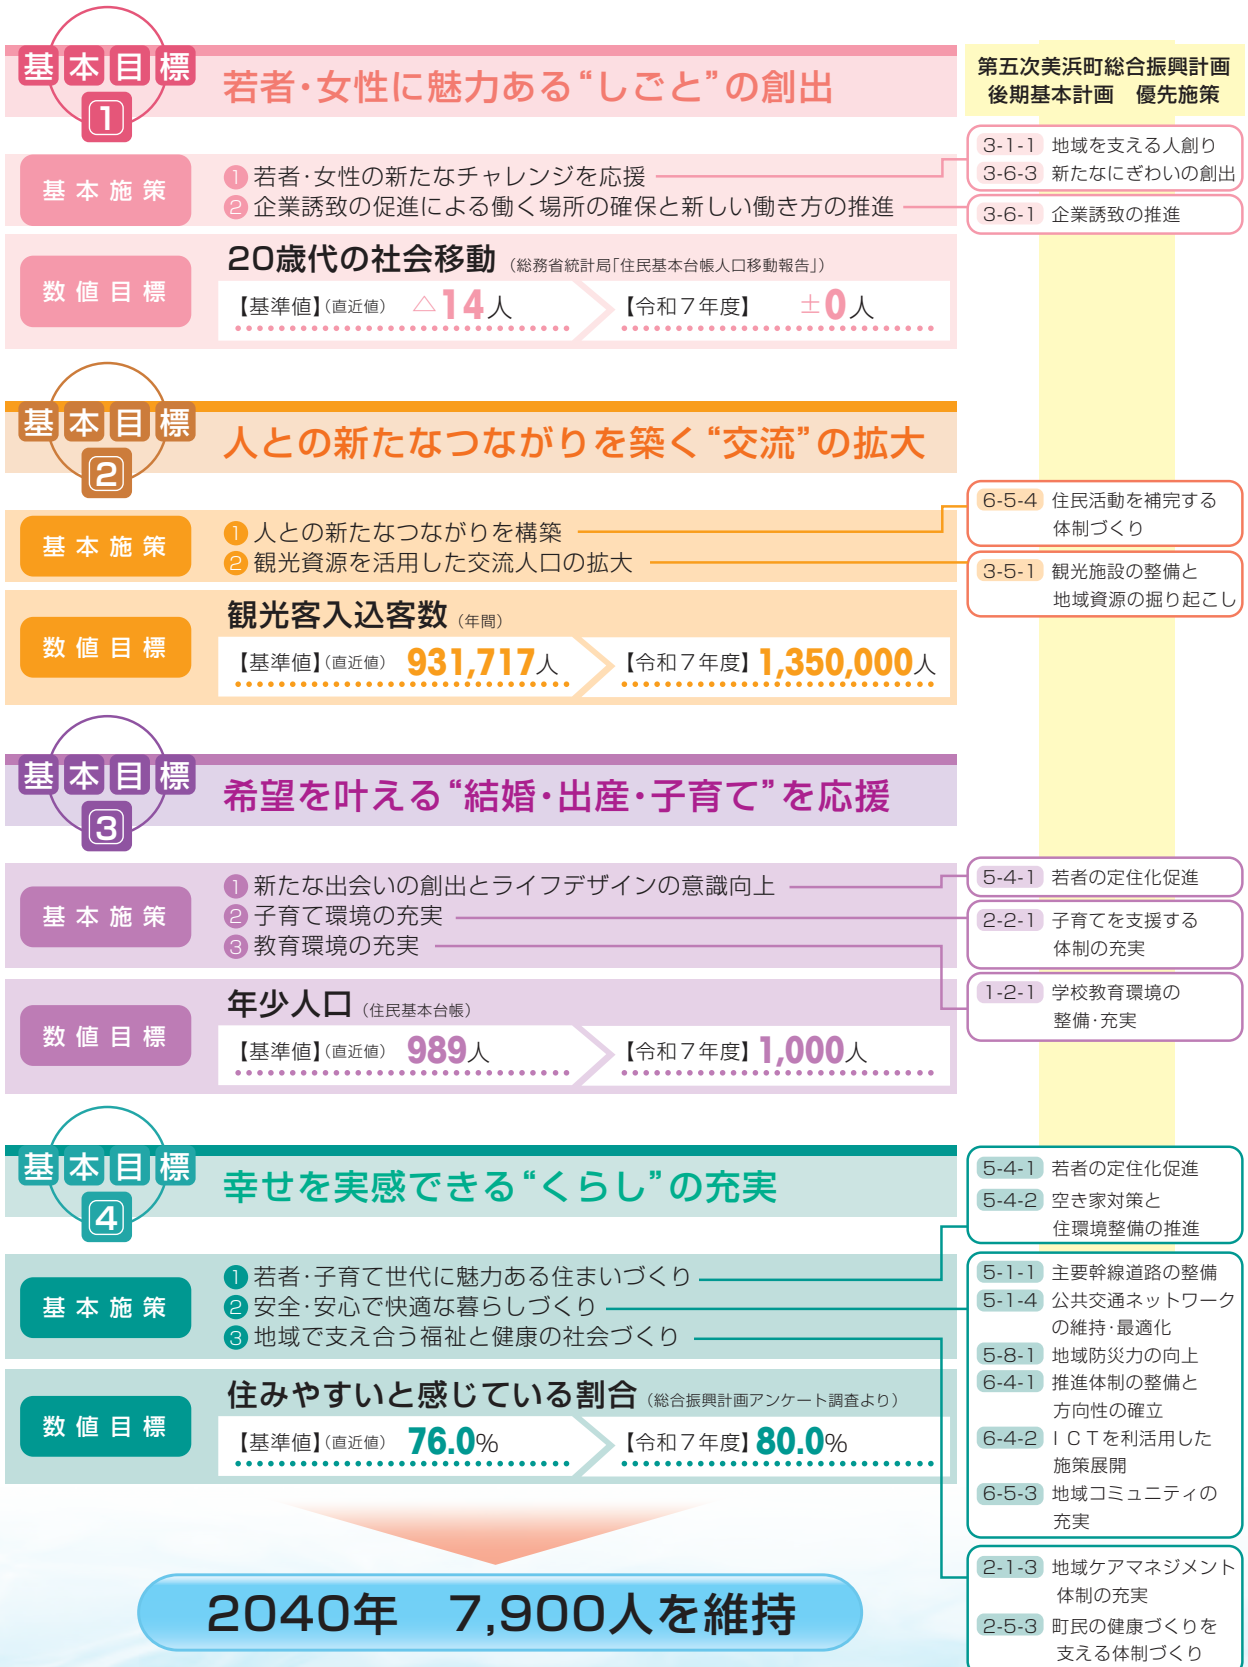 基本目標
1
若者・女性に魅力ある“しごと”の創出
第五次美浜町総合振興計画
後期基本計画　優先施策
基本施策
❶若者・女性の新たなチャレンジを応援
❷企業誘致の促進による働く場所の確保と新しい働き方の推進
3-1-1 地域を支える人創り
3-6-3 新たなにぎわいの創出
3-6-1 企業誘致の推進
数値目標
20歳代の社会移動（総務省統計局「住民基本台帳人口移動報告」）
【基準値】（直近値） △14人 【令和７年度】 ±0人
基本目標
2
人との新たなつながりを築く“交流”の拡大
基本施策
❶人との新たなつながりを構築
❷観光資源を活用した交流人口の拡大
6-5-4 住民活動を補完する
体制づくり
3-5-1 観光施設の整備と
地域資源の掘り起こし
数値目標
観光客入込客数（年間）
【基準値】（直近値） 931,717人 【令和７年度】1,350,000人
基本目標
3
希望を叶える“結婚・出産・子育て”を応援
基本施策
❶新たな出会いの創出とライフデザインの意識向上
❷子育て環境の充実
❸教育環境の充実
5-4-1 若者の定住化促進
2-2-1 子育てを支援する
体制の充実
1-2-1 学校教育環境の
整備・充実
数値目標
年少人口（住民基本台帳）
【基準値】（直近値） 989人 【令和７年度】1,000人
基本目標
4
幸せを実感できる“くらし”の充実
基本施策
❶若者・子育て世代に魅力ある住まいづくり
❷安全・安心で快適な暮らしづくり
❸地域で支え合う福祉と健康の社会づくり
5-4-1 若者の定住化促進
5-4-2 空き家対策と
住環境整備の推進
5-1-1 主要幹線道路の整備
5-1-4 公共交通ネットワーク
の維持・最適化
5-8-1 地域防災力の向上
6-4-1 推進体制の整備と
方向性の確立
6-4-2 ＩＣＴを利活用した
施策展開
6-5-3 地域コミュニティの
充実
2-1-3 地域ケアマネジメント
体制の充実
2-5-3 町民の健康づくりを
支える体制づくり
数値目標
住みやすいと感じている割合（総合振興計画アンケート調査より）
【基準値】（直近値） 76.0% 【令和７年度】80.0%
2040年　7,900人を維持